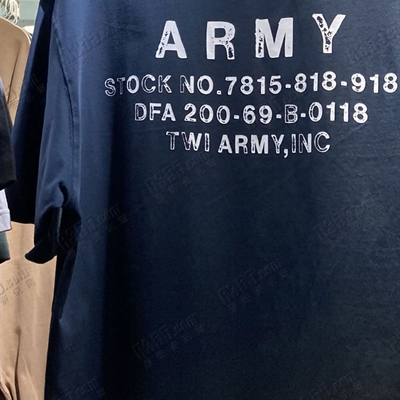 ARMY
STOCK NO.7815-818-918
DFA 200-69-B-0118
TWI ARMY,INC